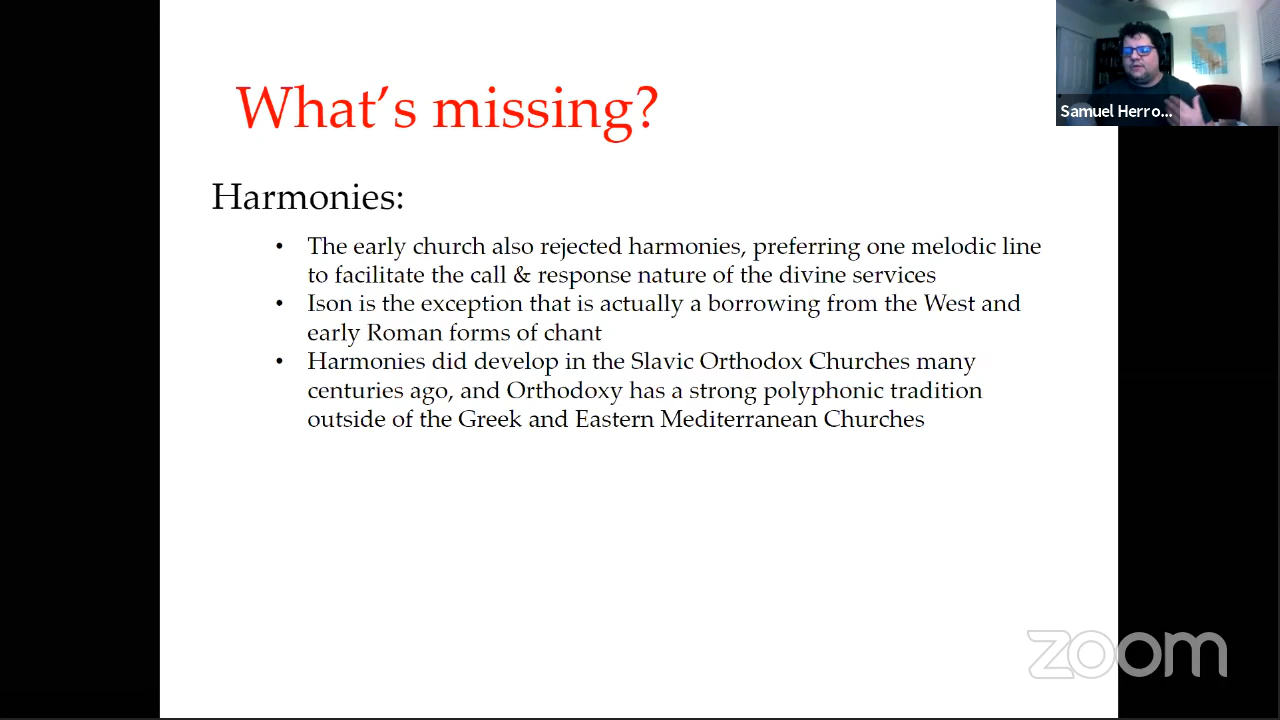 What's missing?
Samuel Herro...
Harmonies:
• The early church also rejected harmonies, preferring one melodic line
to facilitate the call & response nature of the divine services
• Ison is the exception that is actually a borrowing from the West and
early Roman forms of chant
• Harmonies did develop in the Slavic Orthodox Churches many
centuries ago, and Orthodoxy has a strong polyphonic tradition
outside of the Greek and Eastern Mediterranean Churches
zoom